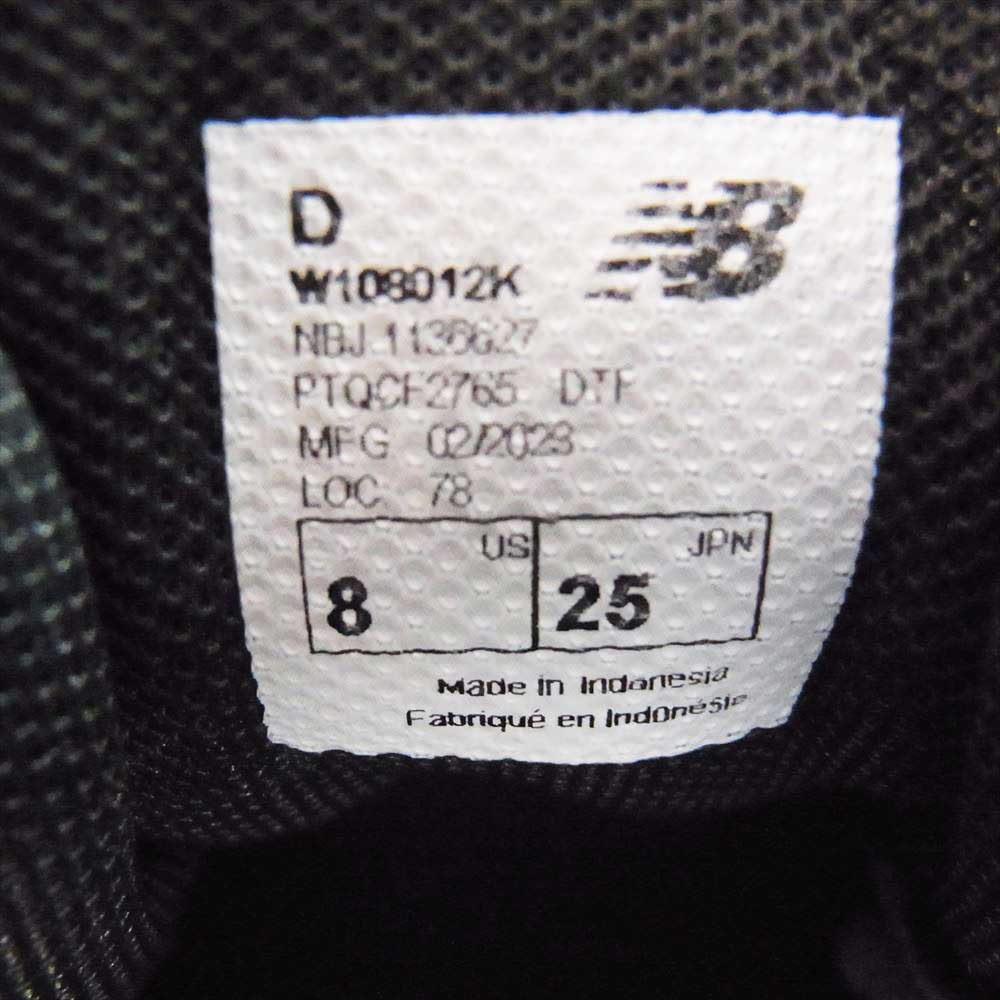 D
NB
W108012K
NBJ 1136627
PTQCF2765 DTF
MFG 02/2023
LOC 78
US JPN
8 25
Made in Indonesia
Fabriqué en Indonésie